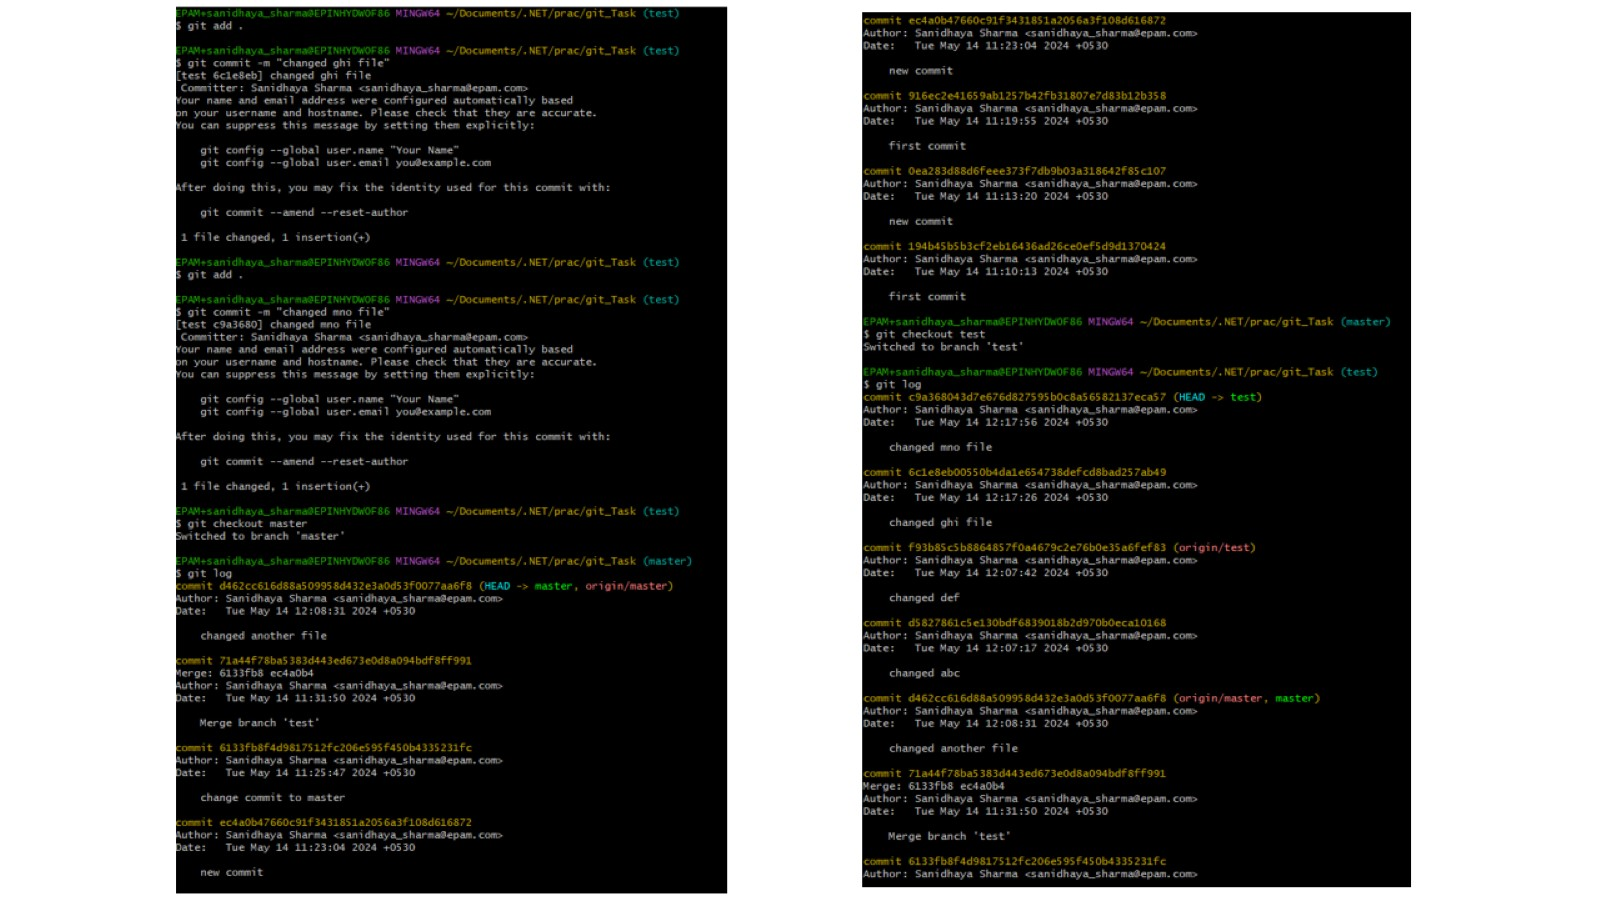 EPAM+sanidhaya_sharma@EPINHYDW0F86 MINGW64 ~/Documents/.NET/prac/git_Task (test)
$ git add .
EPAM+sanidhaya_sharma@EPINHYDW0F86 MINGW64 ~/Documents/.NET/prac/git_Task (test)
$ git commit -m "changed ghi file"
[test 6c1e8eb] changed ghi file
Committer: Sanidhaya Sharma <sanidhaya_sharma@epam.com>
Your name and email address were configured automatically based
on your username and hostname. Please check that they are accurate.
You can suppress this message by setting them explicitly:
git config --global user.name "Your Name"
git config --global user.email you@example.com
After doing this, you may fix the identity used for this commit with:
git commit --amend --reset-author
1 file changed, 1 insertion(+)
EPAM+sanidhaya_sharma@EPINHYDW0F86 MINGW64 ~/Documents/.NET/prac/git_Task (test)
$ git add .
EPAM+sanidhaya_sharma@EPINHYDW0F86 MINGW64 ~/Documents/.NET/prac/git_Task (test)
$ git commit -m "changed mno file"
[test c9a3680] changed mno file
Committer: Sanidhaya Sharma <sanidhaya_sharma@epam.com>
Your name and email address were configured automatically based
on your username and hostname. Please check that they are accurate.
You can suppress this message by setting them explicitly:
git config --global user.name "Your Name"
git config --global user.email you@example.com
After doing this, you may fix the identity used for this commit with:
git commit --amend --reset-author
1 file changed, 1 insertion(+)
EPAM+sanidhaya_sharma@EPINHYDW0F86 MINGW64 ~/Documents/.NET/prac/git_Task (test)
$ git checkout master
Switched to branch 'master'
EPAM+sanidhaya_sharma@EPINHYDW0F86 MINGW64 ~/Documents/.NET/prac/git_Task (master)
$ git log
commit d462cc616d88a509958d432e3a0d53f0077aa6f8 (HEAD -> master, origin/master)
Author: Sanidhaya Sharma <sanidhaya_sharma@epam.com>
Date: Tue May 14 12:08:31 2024 +0530
changed another file
commit 71a44f78ba5383d443ed673e0d8a094bdf8ff991
Merge: 6133fb8 ec4a0b4
Author: Sanidhaya Sharma <sanidhaya_sharma@epam.com>
Date: Tue May 14 11:31:50 2024 +0530
Merge branch 'test'
commit 6133fb8f4d9817512fc206e595f450b4335231fc
Author: Sanidhaya Sharma <sanidhaya_sharma@epam.com>
Date: Tue May 14 11:25:47 2024 +0530
change commit to master
commit ec4a0b47660c91f3431851a2056a3f108d616872
Author: Sanidhaya Sharma <sanidhaya_sharma@epam.com>
Date: Tue May 14 11:23:04 2024 +0530
new commit
commit ec4a0b47660c91f3431851a2056a3f108d616872
Author: Sanidhaya Sharma <sanidhaya_sharma@epam.com>
Date: Tue May 14 11:23:04 2024 +0530
new commit
commit 916ec2e41659ab1257b42fb31807e7d83b12b358
Author: Sanidhaya Sharma <sanidhaya_sharma@epam.com>
Date: Tue May 14 11:19:55 2024 +0530
first commit
commit 0ea283d88d6feee373f7db9b03a318642f85c107
Author: Sanidhaya Sharma <sanidhaya_sharma@epam.com>
Date: Tue May 14 11:13:20 2024 +0530
new commit
commit 194b45b5b3cf2eb16436ad26ce0ef5d9d1370424
Author: Sanidhaya Sharma <sanidhaya_sharma@epam.com>
Date: Tue May 14 11:10:13 2024 +0530
first commit
EPAM+sanidhaya_sharma@EPINHYDW0F86 MINGW64 ~/Documents/.NET/prac/git_Task (master)
$ git checkout test
Switched to branch 'test'
EPAM+sanidhaya_sharma@EPINHYDW0F86 MINGW64 ~/Documents/.NET/prac/git_Task (test)
$ git log
commit c9a368043d7e676d827595b0c8a56582137eca57 (HEAD -> test)
Author: Sanidhaya Sharma <sanidhaya_sharma@epam.com>
Date: Tue May 14 12:17:56 2024 +0530
changed mno file
commit 6c1e8eb00550b4da1e654738defcd8bad257ab49
Author: Sanidhaya Sharma <sanidhaya_sharma@epam.com>
Date: Tue May 14 12:17:26 2024 +0530
changed ghi file
commit f93b85c5b8864857f0a4679c2e76b0e35a6fef83 (origin/test)
Author: Sanidhaya Sharma <sanidhaya_sharma@epam.com>
Date: Tue May 14 12:07:42 2024 +0530
changed def
commit d5827861c5e130bdf6839018b2d970b0eca10168
Author: Sanidhaya Sharma <sanidhaya_sharma@epam.com>
Date: Tue May 14 12:07:17 2024 +0530
changed abc
commit d462cc616d88a509958d432e3a0d53f0077aa6f8 (origin/master, master)
Author: Sanidhaya Sharma <sanidhaya_sharma@epam.com>
Date: Tue May 14 12:08:31 2024 +0530
changed another file
commit 71a44f78ba5383d443ed673e0d8a094bdf8ff991
Merge: 6133fb8 ec4a0b4
Author: Sanidhaya Sharma <sanidhaya_sharma@epam.com>
Date: Tue May 14 11:31:50 2024 +0530
Merge branch 'test'
commit 6133fb8f4d9817512fc206e595f450b4335231fc
Author: Sanidhaya Sharma <sanidhaya_sharma@epam.com>